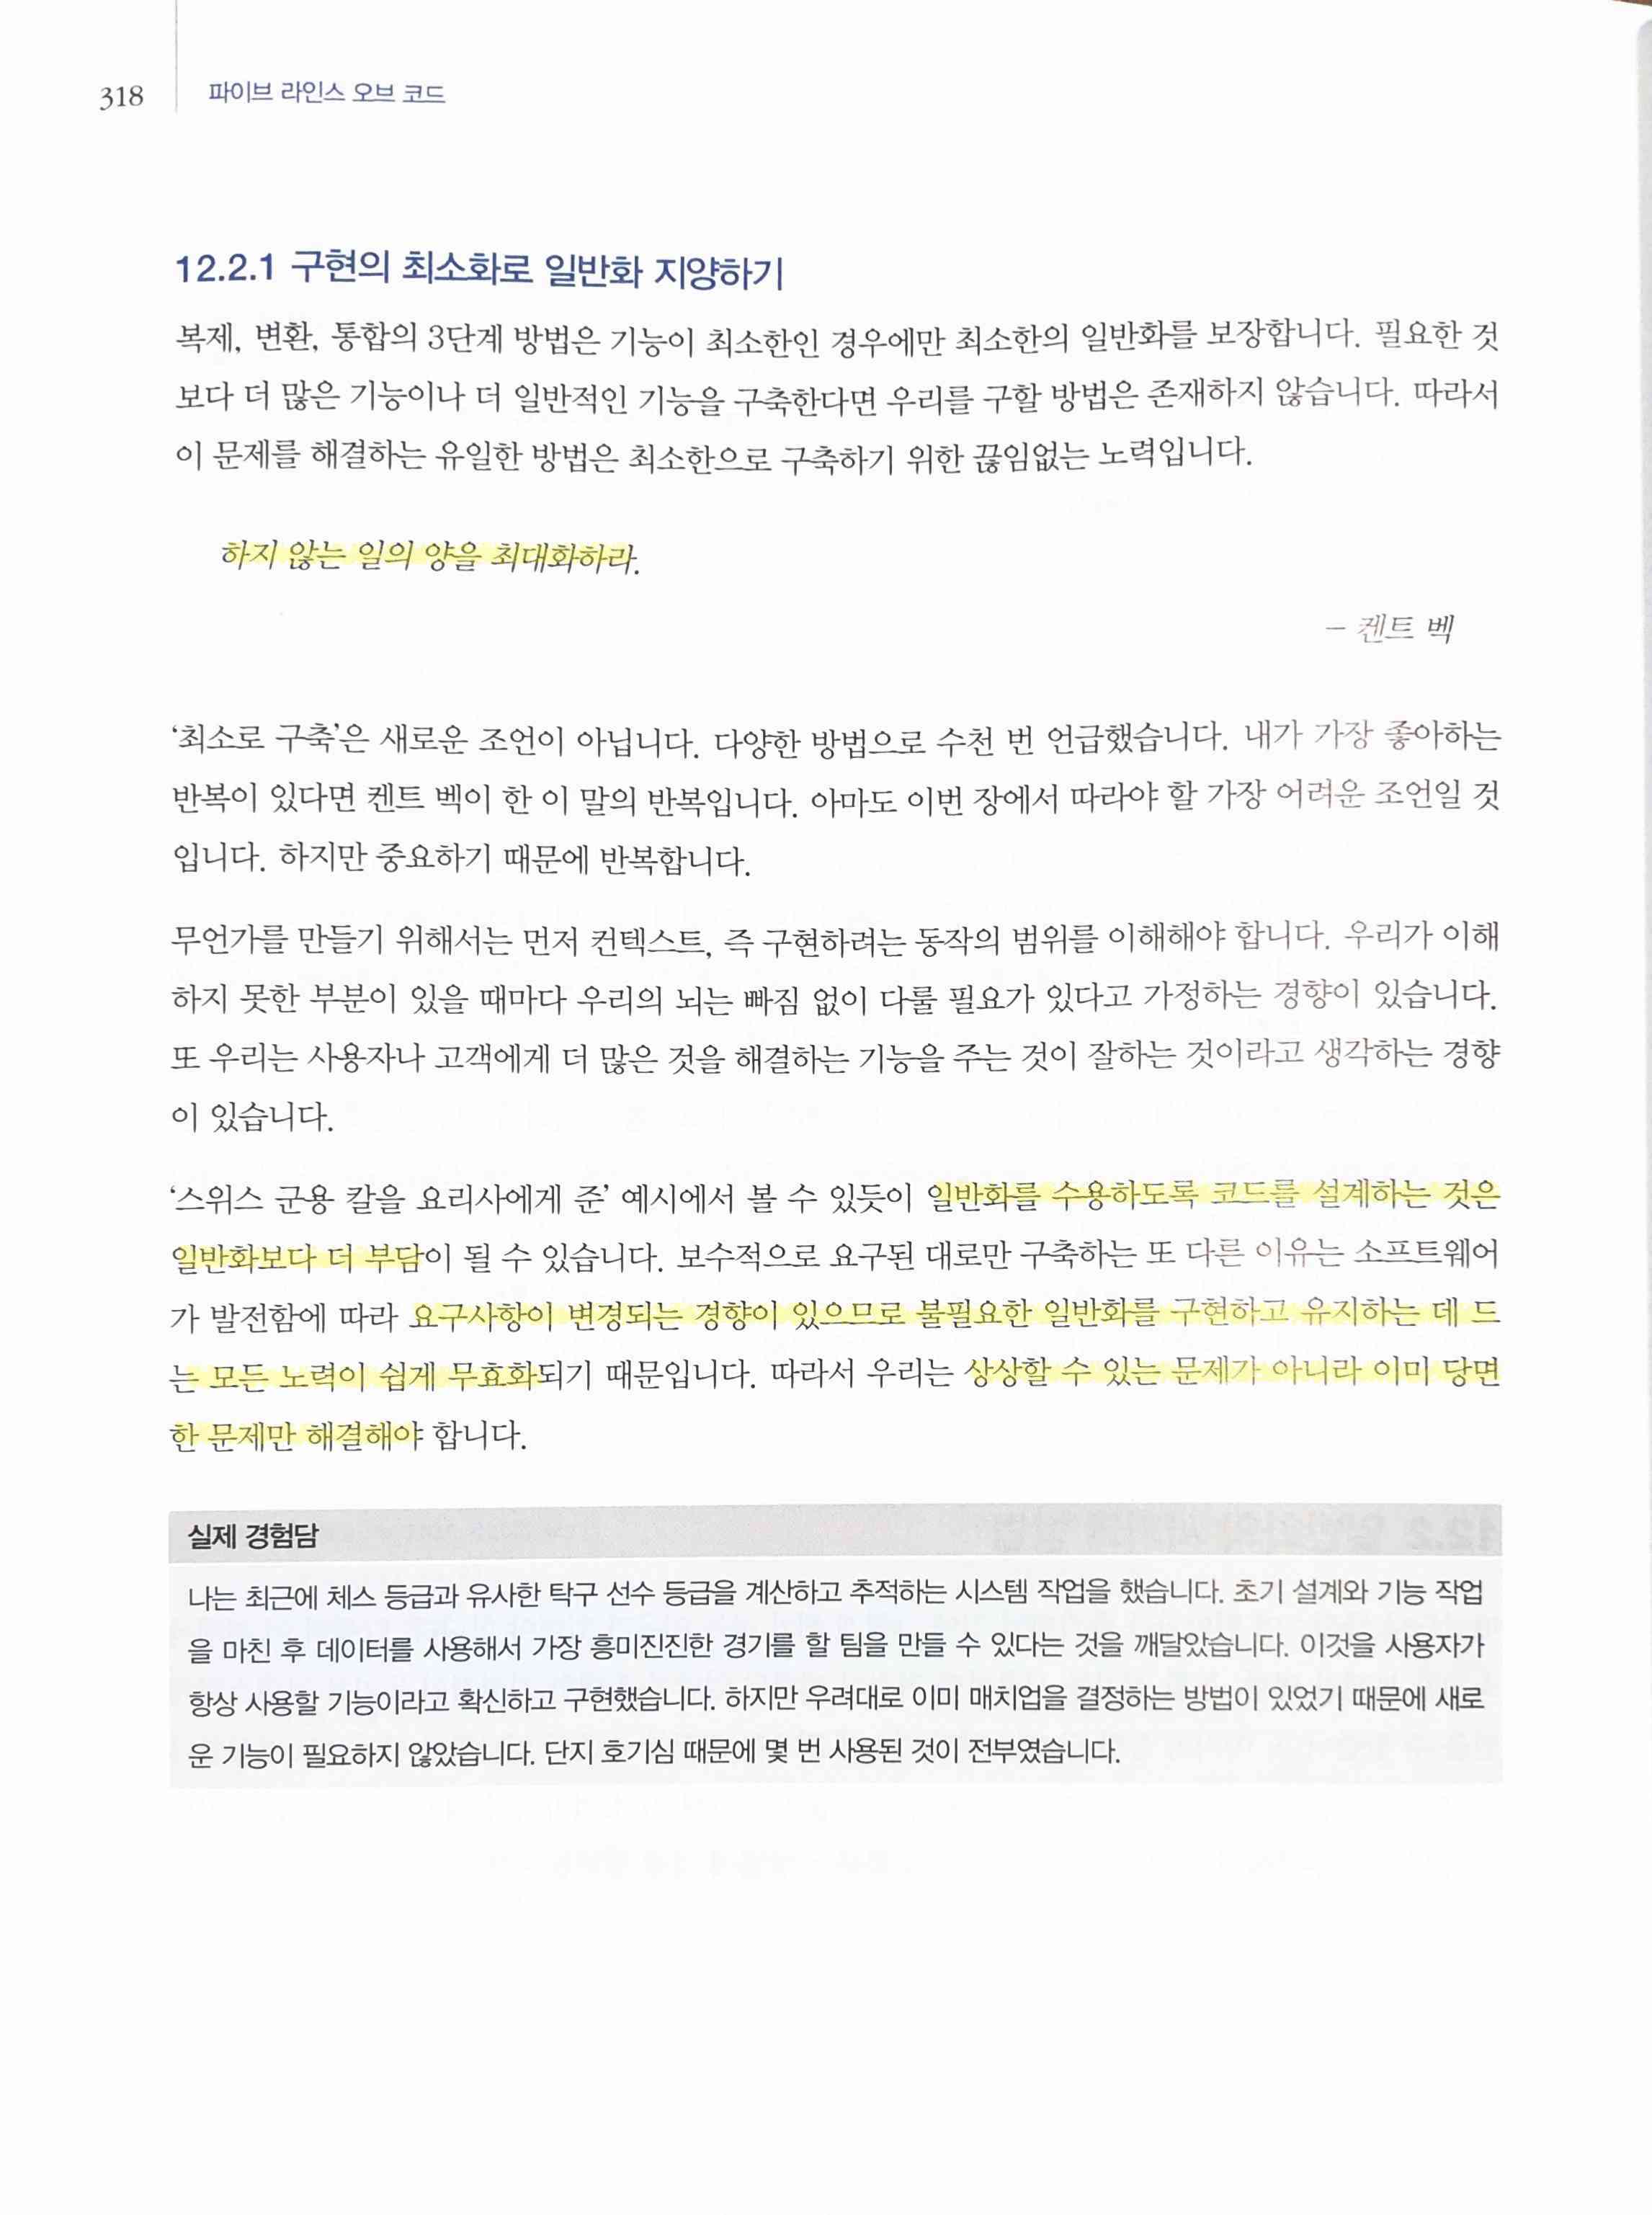 318
파이브 라인스 오브 코드
12.2.1 구현의 최소화로 일반화 지양하기
복제, 변환, 통합의 3단계 방법은 기능이 최소한인 경우에만 최소한의 일반화를 보장합니다. 필요한 것
보다 더 많은 기능이나 더 일반적인 기능을 구축한다면 우리를 구할 방법은 존재하지 않습니다. 따라서
이 문제를 해결하는 유일한 방법은 최소한으로 구축하기 위한 끊임없는 노력입니다.
하지 않는 일의 양을 최대화하라.
– 켄트 벡
‘최소로 구축’은 새로운 조언이 아닙니다. 다양한 방법으로 수천 번 언급했습니다. 내가 가장 좋아하는
반복이 있다면 켄트 벡이 한 이 말의 반복입니다. 아마도 이번 장에서 따라야 할 가장 어려운 조언일 것
입니다. 하지만 중요하기 때문에 반복합니다.
무언가를 만들기 위해서는 먼저 컨텍스트, 즉 구현하려는 동작의 범위를 이해해야 합니다. 우리가 이해
하지 못한 부분이 있을 때마다 우리의 뇌는 빠짐 없이 다룰 필요가 있다고 가정하는 경향이 있습니다.
또 우리는 사용자나 고객에게 더 많은 것을 해결하는 기능을 주는 것이 잘하는 것이라고 생각하는 경향
이 있습니다.
‘스위스 군용 칼을 요리사에게 준’ 예시에서 볼 수 있듯이 일반화를 수용하도록 코드를 설계하는 것은
일반화보다 더 부담이 될 수 있습니다. 보수적으로 요구된 대로만 구축하는 또 다른 이유는 소프트웨어
가 발전함에 따라 요구사항이 변경되는 경향이 있으므로 불필요한 일반화를 구현하고 유지하는 데 드
는 모든 노력이 쉽게 무효화되기 때문입니다. 따라서 우리는 상상할 수 있는 문제가 아니라 이미 당면
한 문제만 해결해야 합니다.
실제 경험담
나는 최근에 체스 등급과 유사한 탁구 선수 등급을 계산하고 추적하는 시스템 작업을 했습니다. 초기 설계와 기능 작업
을 마친 후 데이터를 사용해서 가장 흥미진진한 경기를 할 팀을 만들 수 있다는 것을 깨달았습니다. 이것을 사용자가
항상 사용할 기능이라고 확신하고 구현했습니다. 하지만 우려대로 이미 매치업을 결정하는 방법이 있었기 때문에 새로
운 기능이 필요하지 않았습니다. 단지 호기심 때문에 몇 번 사용된 것이 전부였습니다.